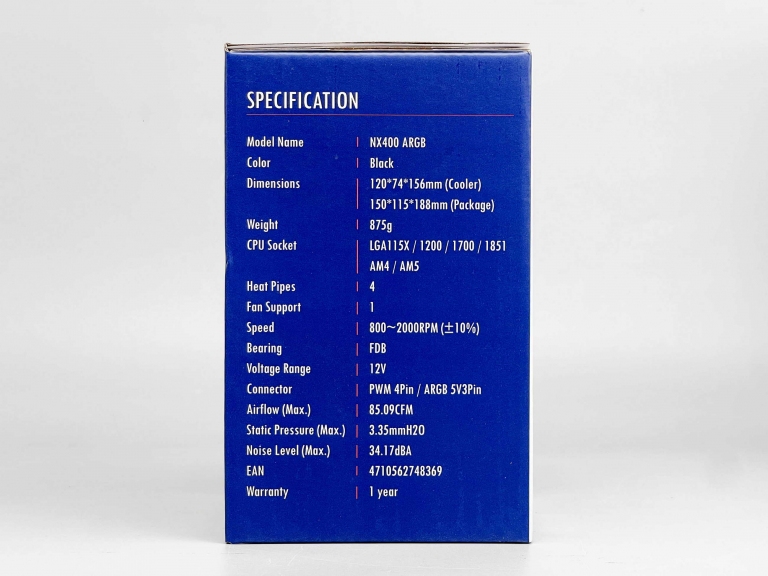 SPECIFICATION
Model Name | NX400 ARGB
Color | Black
Dimensions | 120*74*156mm (Cooler)
150*115*188mm (Package)
Weight | 875g
CPU Socket | LGA115X / 1200 / 1700 / 1851
AM4 / AM5
Heat Pipes | 4
Fan Support | 1
Speed | 800~2000RPM (±10%)
Bearing | FDB
Voltage Range | 12V
Connector | PWM 4Pin / ARGB 5V3Pin
Airflow (Max.) | 85.09CFM
Static Pressure (Max.) | 3.35mmH2O
Noise Level (Max.) | 34.17dBA
EAN | 4710562748369
Warranty | 1 year